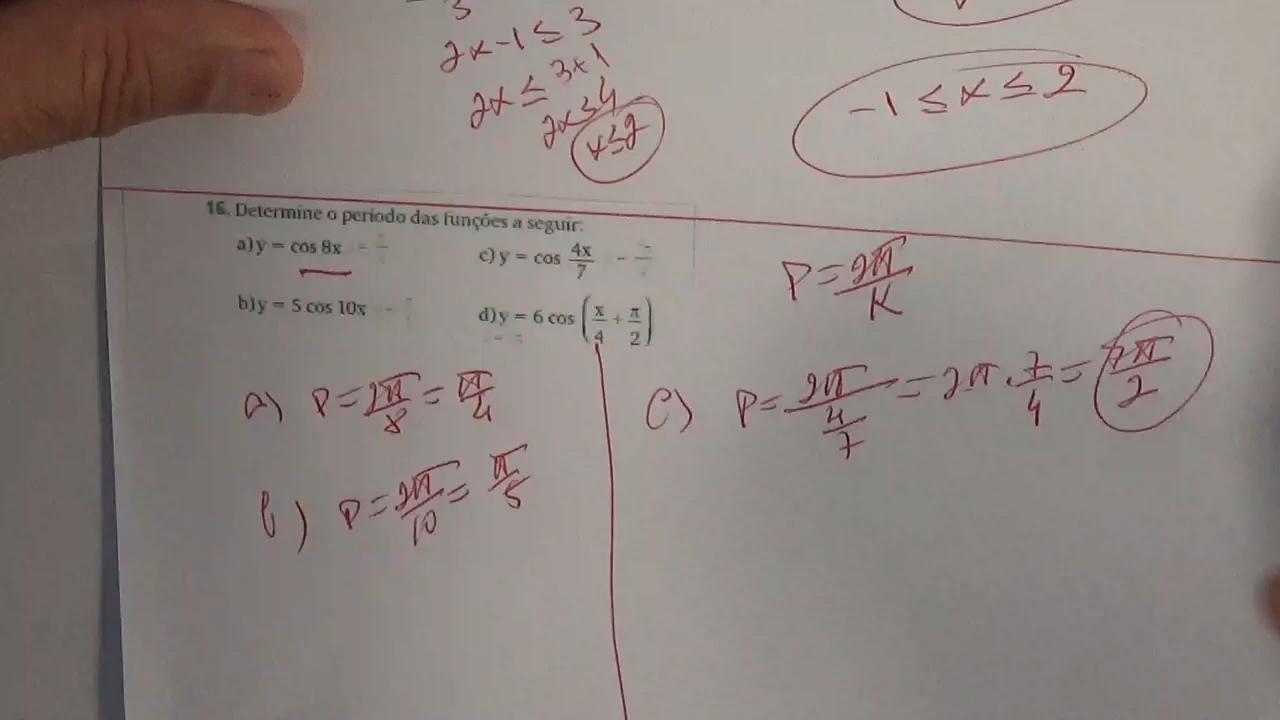 3
2x-1≤3
2x≤3+1
2x≤4
x≤2
-1≤x≤2
16. Determine o período das funções a seguir:
a) y = cos 8x
c) y = cos 4x/7
b) y = 5 cos 10x
d) y = 6 cos (x/4 + π/2)
P = 2π/K
a) P = 2π/8 = π/4
b) P = 2π/10 = π/5
c) P = 2π/(4/7) = 2π . 7/4 = 7π/2